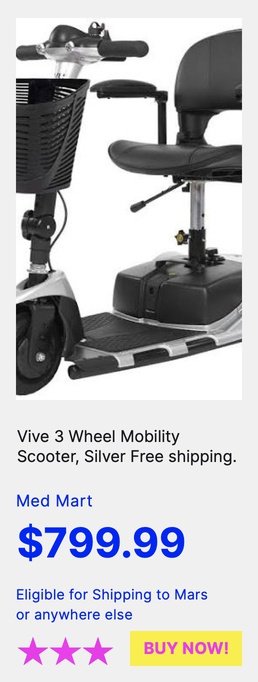 Vive 3 Wheel Mobility
Scooter, Silver Free shipping.
Med Mart
$799.99
Eligible for Shipping to Mars
or anywhere else
BUY NOW!